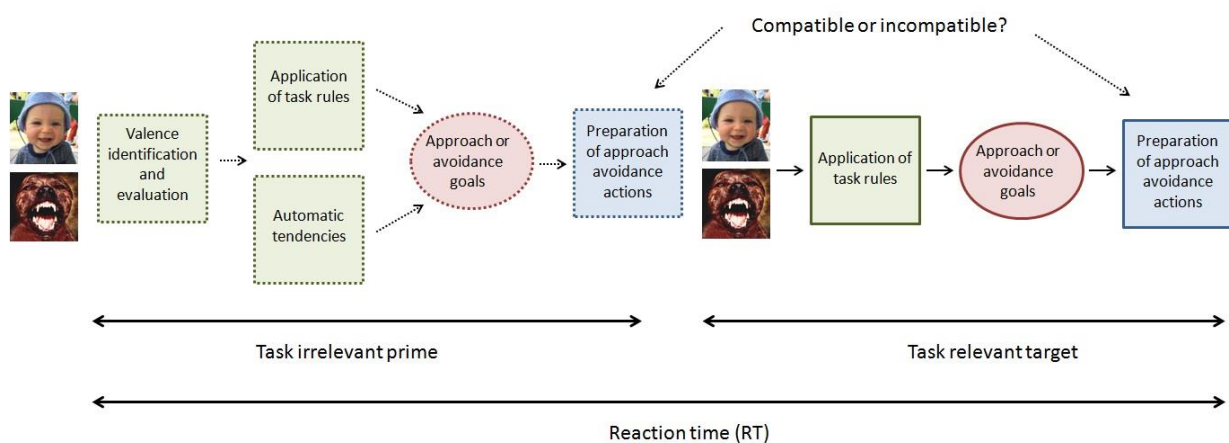 Compatible or incompatible?
Valence
identification
and
evaluation
Application
of task rules
Automatic
tendencies
Approach or
avoidance
goals
Preparation
of approach
avoidance
actions
Application of
task rules
Approach or
avoidance
goals
Preparation
of approach
avoidance
actions
Task irrelevant prime
Task relevant target
Reaction time (RT)